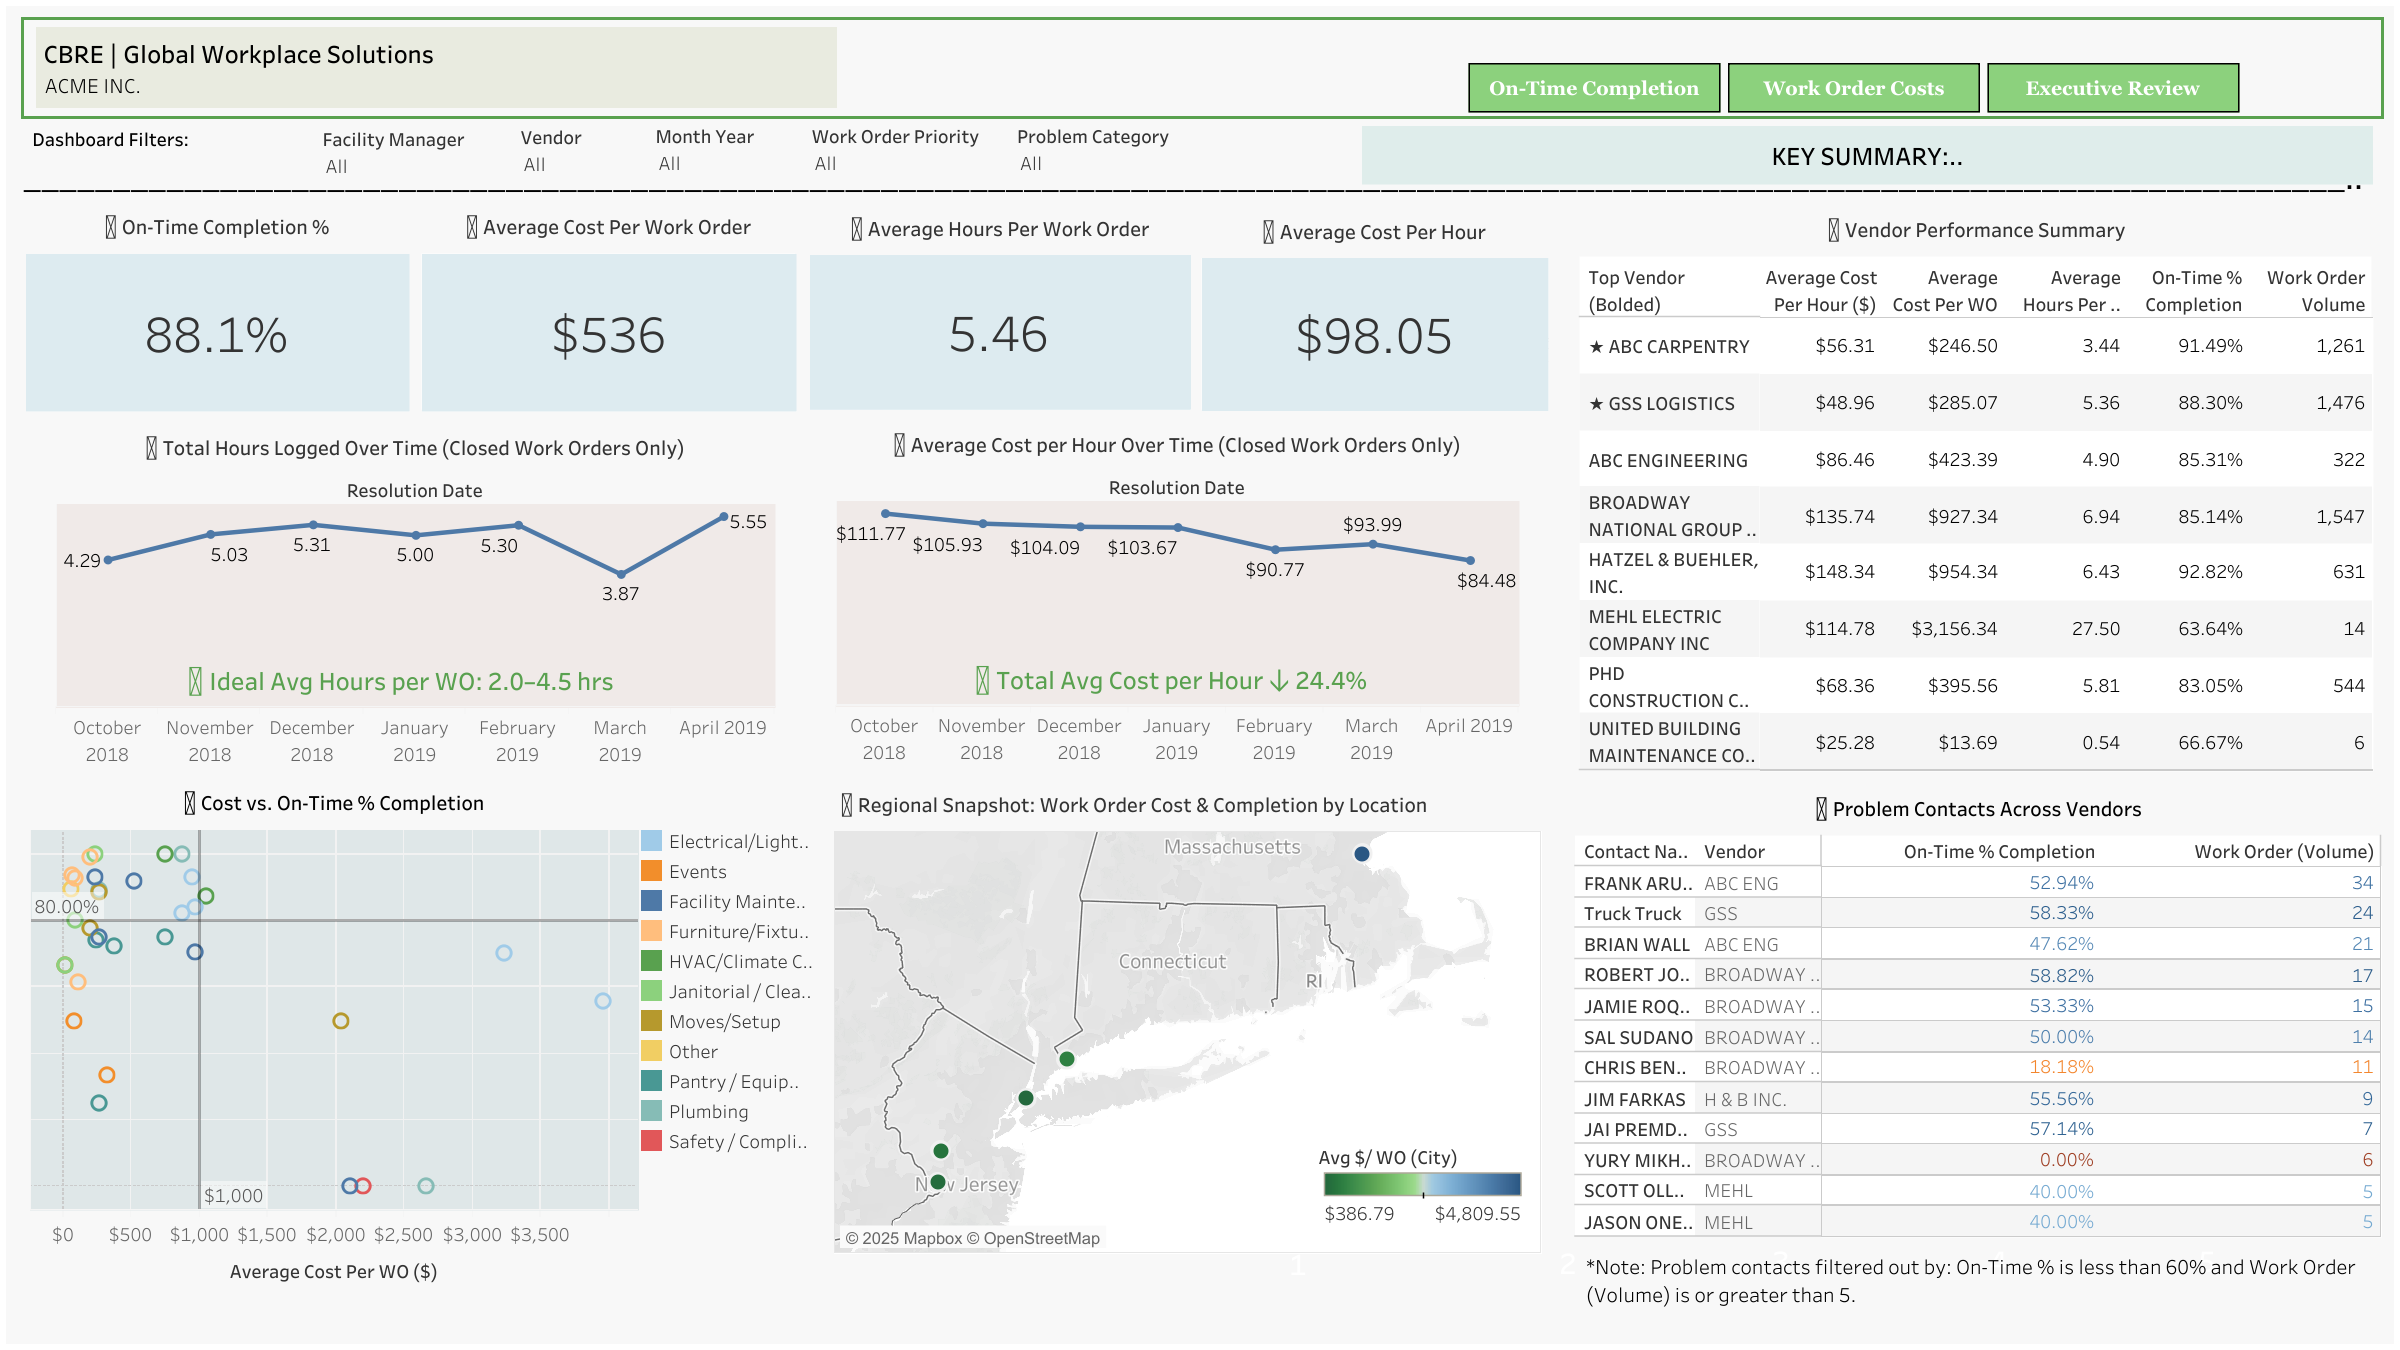 CBRE | Global Workplace Solutions
ACME INC.
On-Time Completion
Work Order Costs
Executive Review
Dashboard Filters:
Facility Manager
All
Vendor
All
Month Year
All
Work Order Priority
All
Problem Category
All
KEY SUMMARY:..
On-Time Completion %
88.1%
Average Cost Per Work Order
$536
Average Hours Per Work Order
5.46
Average Cost Per Hour
$98.05
Total Hours Logged Over Time (Closed Work Orders Only)
Resolution Date
4.29
5.03
5.31
5.00
5.30
3.87
5.55
Ideal Avg Hours per WO: 2.0–4.5 hrs
October 2018
November 2018
December 2018
January 2019
February 2019
March 2019
April 2019
Average Cost per Hour Over Time (Closed Work Orders Only)
Resolution Date
$111.77
$105.93
$104.09
$103.67
$90.77
$93.99
$84.48
Total Avg Cost per Hour ↓ 24.4%
October 2018
November 2018
December 2018
January 2019
February 2019
March 2019
April 2019
Vendor Performance Summary
Top Vendor (Bolded) Average Cost Per Hour ($) Average Cost Per WO Average Hours Per .. On-Time % Completion Work Order Volume
★ ABC CARPENTRY $56.31 $246.50 3.44 91.49% 1,261
★ GSS LOGISTICS $48.96 $285.07 5.36 88.30% 1,476
ABC ENGINEERING $86.46 $423.39 4.90 85.31% 322
BROADWAY NATIONAL GROUP .. $135.74 $927.34 6.94 85.14% 1,547
HATZEL & BUEHLER, INC. $148.34 $954.34 6.43 92.82% 631
MEHL ELECTRIC COMPANY INC $114.78 $3,156.34 27.50 63.64% 14
PHD CONSTRUCTION C.. $68.36 $395.56 5.81 83.05% 544
UNITED BUILDING MAINTENANCE CO.. $25.28 $13.69 0.54 66.67% 6
Cost vs. On-Time % Completion
80.00%
$1,000
$0 $500 $1,000 $1,500 $2,000 $2,500 $3,000 $3,500
Average Cost Per WO ($)
Electrical/Light..
Events
Facility Mainte..
Furniture/Fixtu..
HVAC/Climate C..
Janitorial / Clea..
Moves/Setup
Other
Pantry / Equip..
Plumbing
Safety / Compli..
Regional Snapshot: Work Order Cost & Completion by Location
Massachusetts
Connecticut
RI
New Jersey
Avg $/ WO (City)
$386.79 $4,809.55
© 2025 Mapbox © OpenStreetMap
1
2
Problem Contacts Across Vendors
Contact Na.. Vendor On-Time % Completion Work Order (Volume)
FRANK ARU.. ABC ENG 52.94% 34
Truck Truck GSS 58.33% 24
BRIAN WALL ABC ENG 47.62% 21
ROBERT JO.. BROADWAY .. 58.82% 17
JAMIE ROQ.. BROADWAY .. 53.33% 15
SAL SUDANO BROADWAY .. 50.00% 14
CHRIS BEN.. BROADWAY .. 18.18% 11
JIM FARKAS H & B INC. 55.56% 9
JAI PREMD.. GSS 57.14% 7
YURY MIKH.. BROADWAY .. 0.00% 6
SCOTT OLL.. MEHL 40.00% 5
JASON ONE.. MEHL 40.00% 5
*Note: Problem contacts filtered out by: On-Time % is less than 60% and Work Order
(Volume) is or greater than 5.